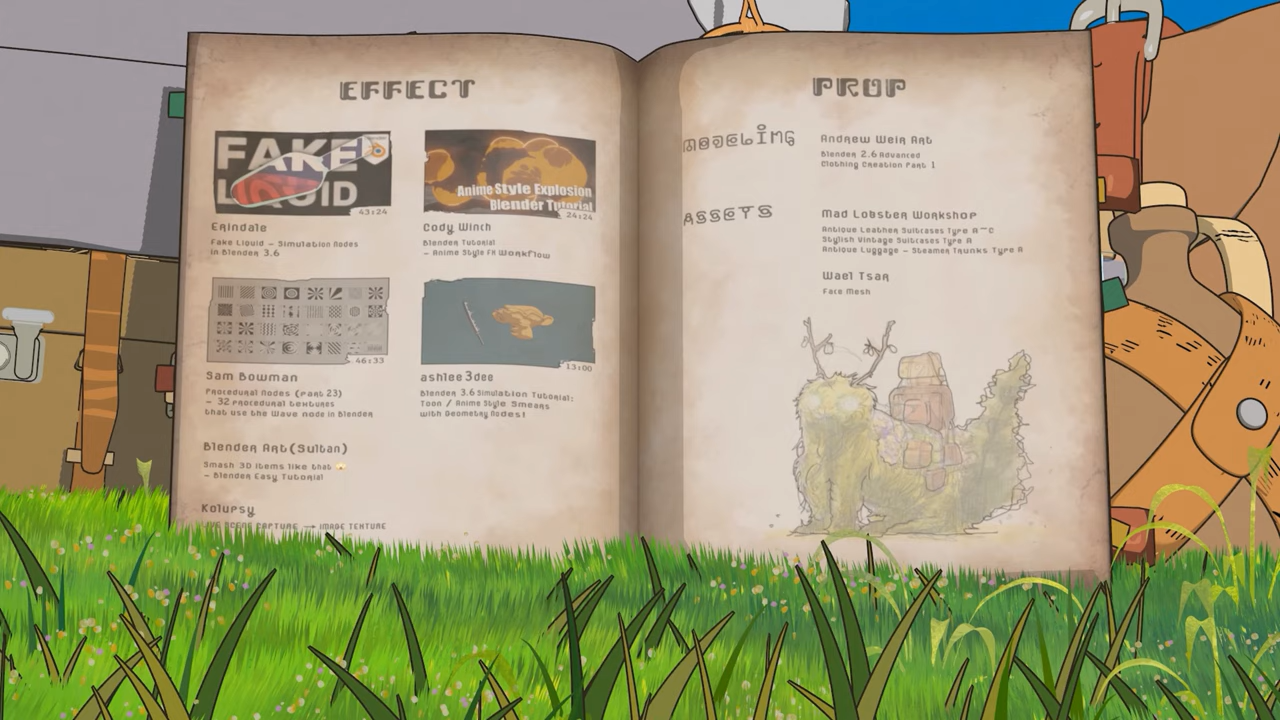 EFFECT
FAKE
LIQUID
43:24
Erindale
Fake Liquid - Simulation Nodes
in Blender 3.6
Anime Style Explosion
Blender Tutorial
24:24
Cody Winch
Blender Tutorial
- Anime Style FX Workflow
46:33
Sam Bowman
Procedural Nodes (Part 23)
- 32 Procedural textures
that use the Wave node in Blender
13:00
ashlee3dee
Blender 3.6 Simulation Tutorial:
Toon / Anime Style Smears
with Geometry Nodes!
Blender Art(Sultan)
Smash 3D items like that 😱
- Blender Easy Tutorial
Kolupsy
LIVE SCENE CAPTURE → IMAGE TEXTURE
PROP
MODELING
Andrew Weir Art
Blender 2.6 Advanced
Clothing Creation Part 1
ASSETS
Mad Lobster Workshop
Antique Leather Suitcases Type A~C
Stylish Vintage Suitcases Type A
Antique Luggage - Steamer Trunks Type A
Wael Tsar
Face Mesh